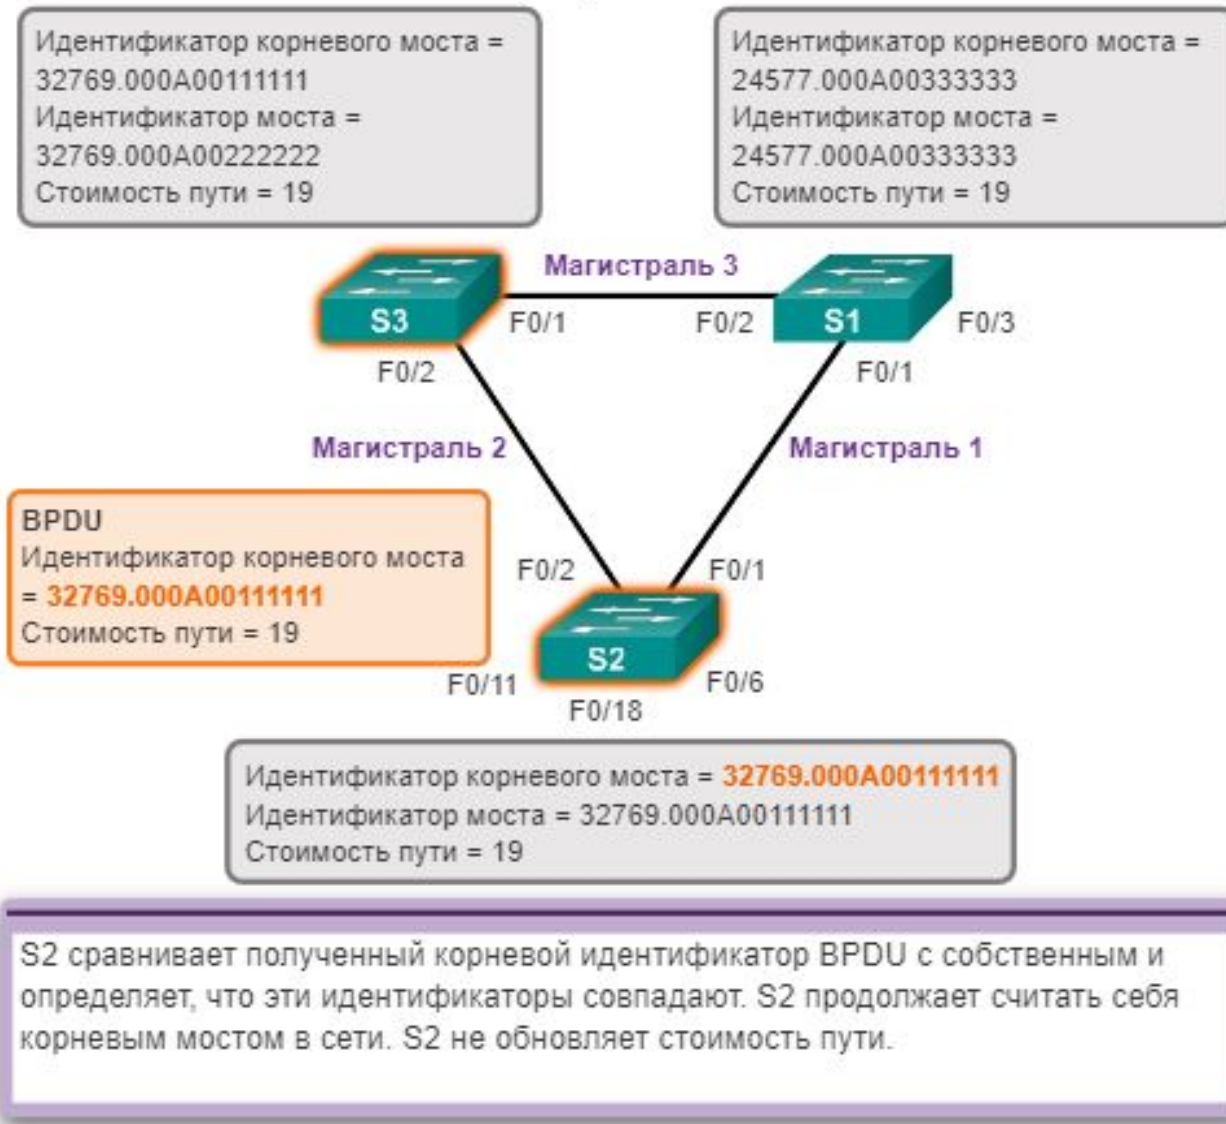 Идентификатор корневого моста =
32769.000A00111111
Идентификатор моста =
32769.000A00222222
Стоимость пути = 19
Идентификатор корневого моста =
24577.000A00333333
Идентификатор моста =
24577.000A00333333
Стоимость пути = 19
Магистраль 3
S3
F0/1
F0/2
S1
F0/3
F0/2
F0/1
Магистраль 2
Магистраль 1
BPDU
Идентификатор корневого моста
= 32769.000A00111111
Стоимость пути = 19
F0/2
F0/1
S2
F0/11
F0/6
F0/18
Идентификатор корневого моста = 32769.000A00111111
Идентификатор моста = 32769.000A00111111
Стоимость пути = 19
S2 сравнивает полученный корневой идентификатор BPDU с собственным и
определяет, что эти идентификаторы совпадают. S2 продолжает считать себя
корневым мостом в сети. S2 не обновляет стоимость пути.